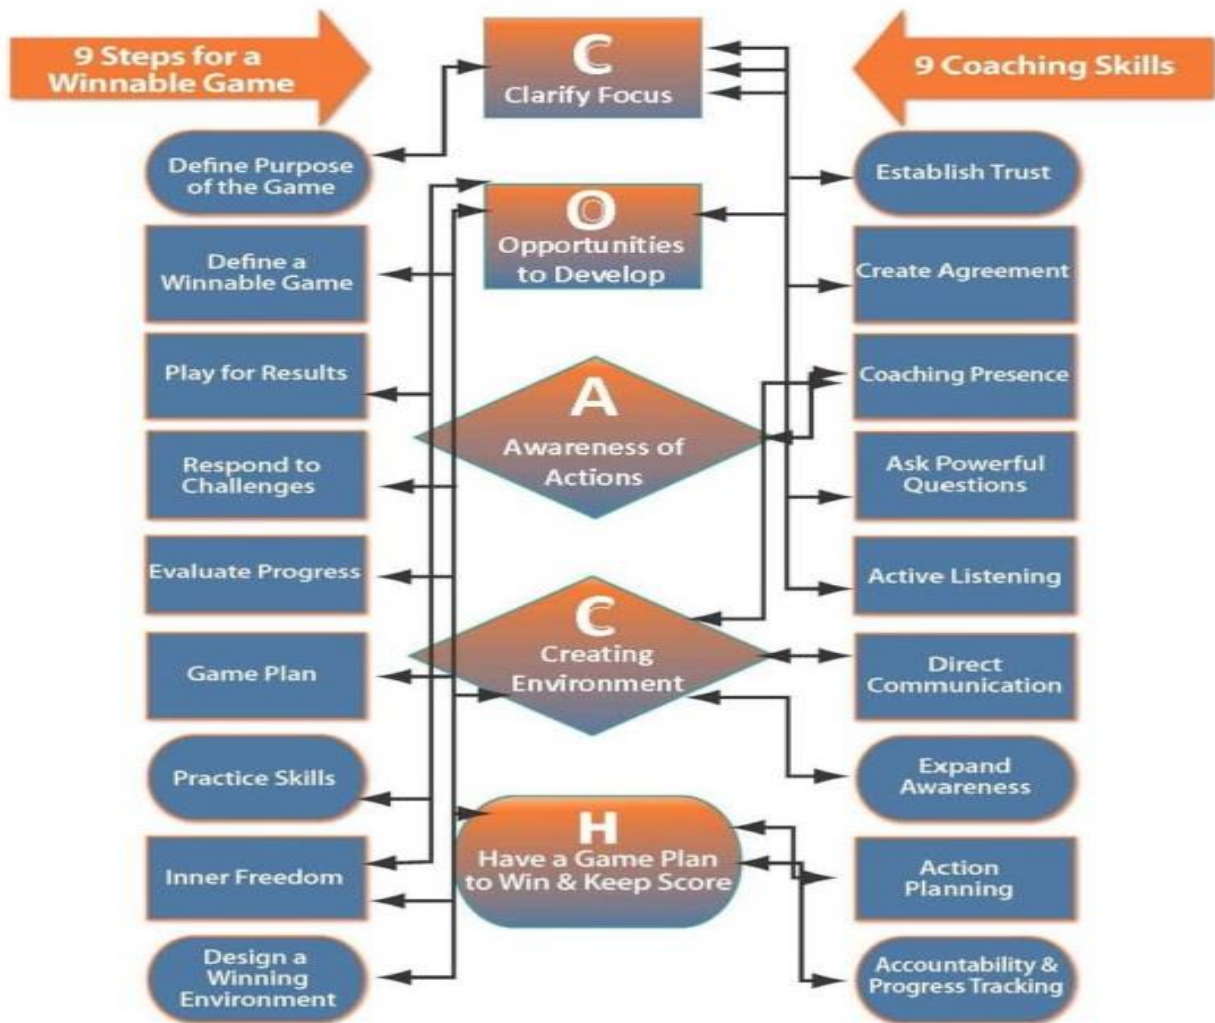 9 Steps for a
Winnable Game
Define Purpose
of the Game
Define a
Winnable Game
Play for Results
Respond to
Challenges
Evaluate Progress
Game Plan
Practice Skills
Inner Freedom
Design a
Winning
Environment
C
Clarify Focus
O
Opportunities
to Develop
A
Awareness of
Actions
C
Creating
Environment
H
Have a Game Plan
to Win & Keep Score
9 Coaching Skills
Establish Trust
Create Agreement
Coaching Presence
Ask Powerful
Questions
Active Listening
Direct
Communication
Expand
Awareness
Action
Planning
Accountability &
Progress Tracking